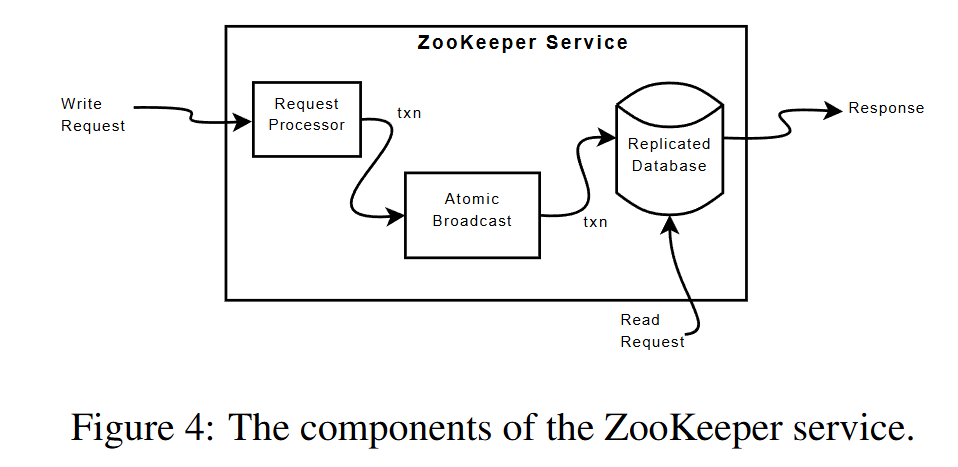 ZooKeeper Service
Write
Request
Request
Processor
txn
Atomic
Broadcast
txn
Replicated
Database
Response
Read
Request
Figure 4: The components of the ZooKeeper service.